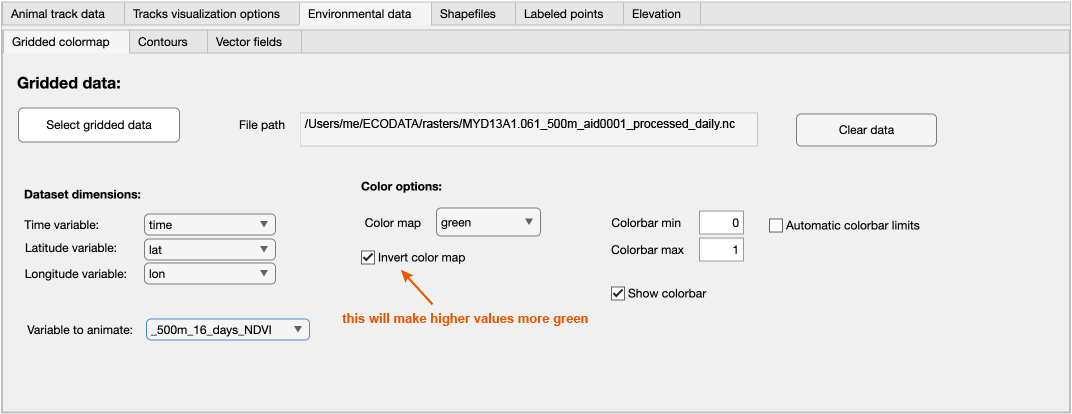 Animal track data
Tracks visualization options
Environmental data
Shapefiles
Labeled points
Elevation
Gridded colormap
Contours
Vector fields
Gridded data:
Select gridded data
File path
/Users/me/ECODATA/rasters/MYD13A1.061_500m_aid0001_processed_daily.nc
Clear data
Dataset dimensions:
Time variable:
time
Latitude variable:
lat
Longitude variable:
lon
Variable to animate:
_500m_16_days_NDVI
Color options:
Color map
green
Invert color map
this will make higher values more green
Colorbar min
0
Colorbar max
1
Automatic colorbar limits
Show colorbar